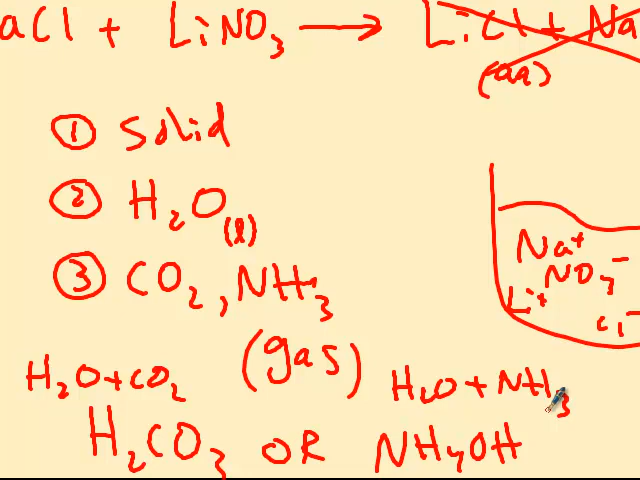 aCl + LiNO3 → LiCl + Na
(aq)
① Solid
② H2O(l)
③ CO2, NH3
(gas)
Na+
NO3−
Li+
Cl−
H2O + CO2
H2O + NH3
H2CO3 OR NH4OH